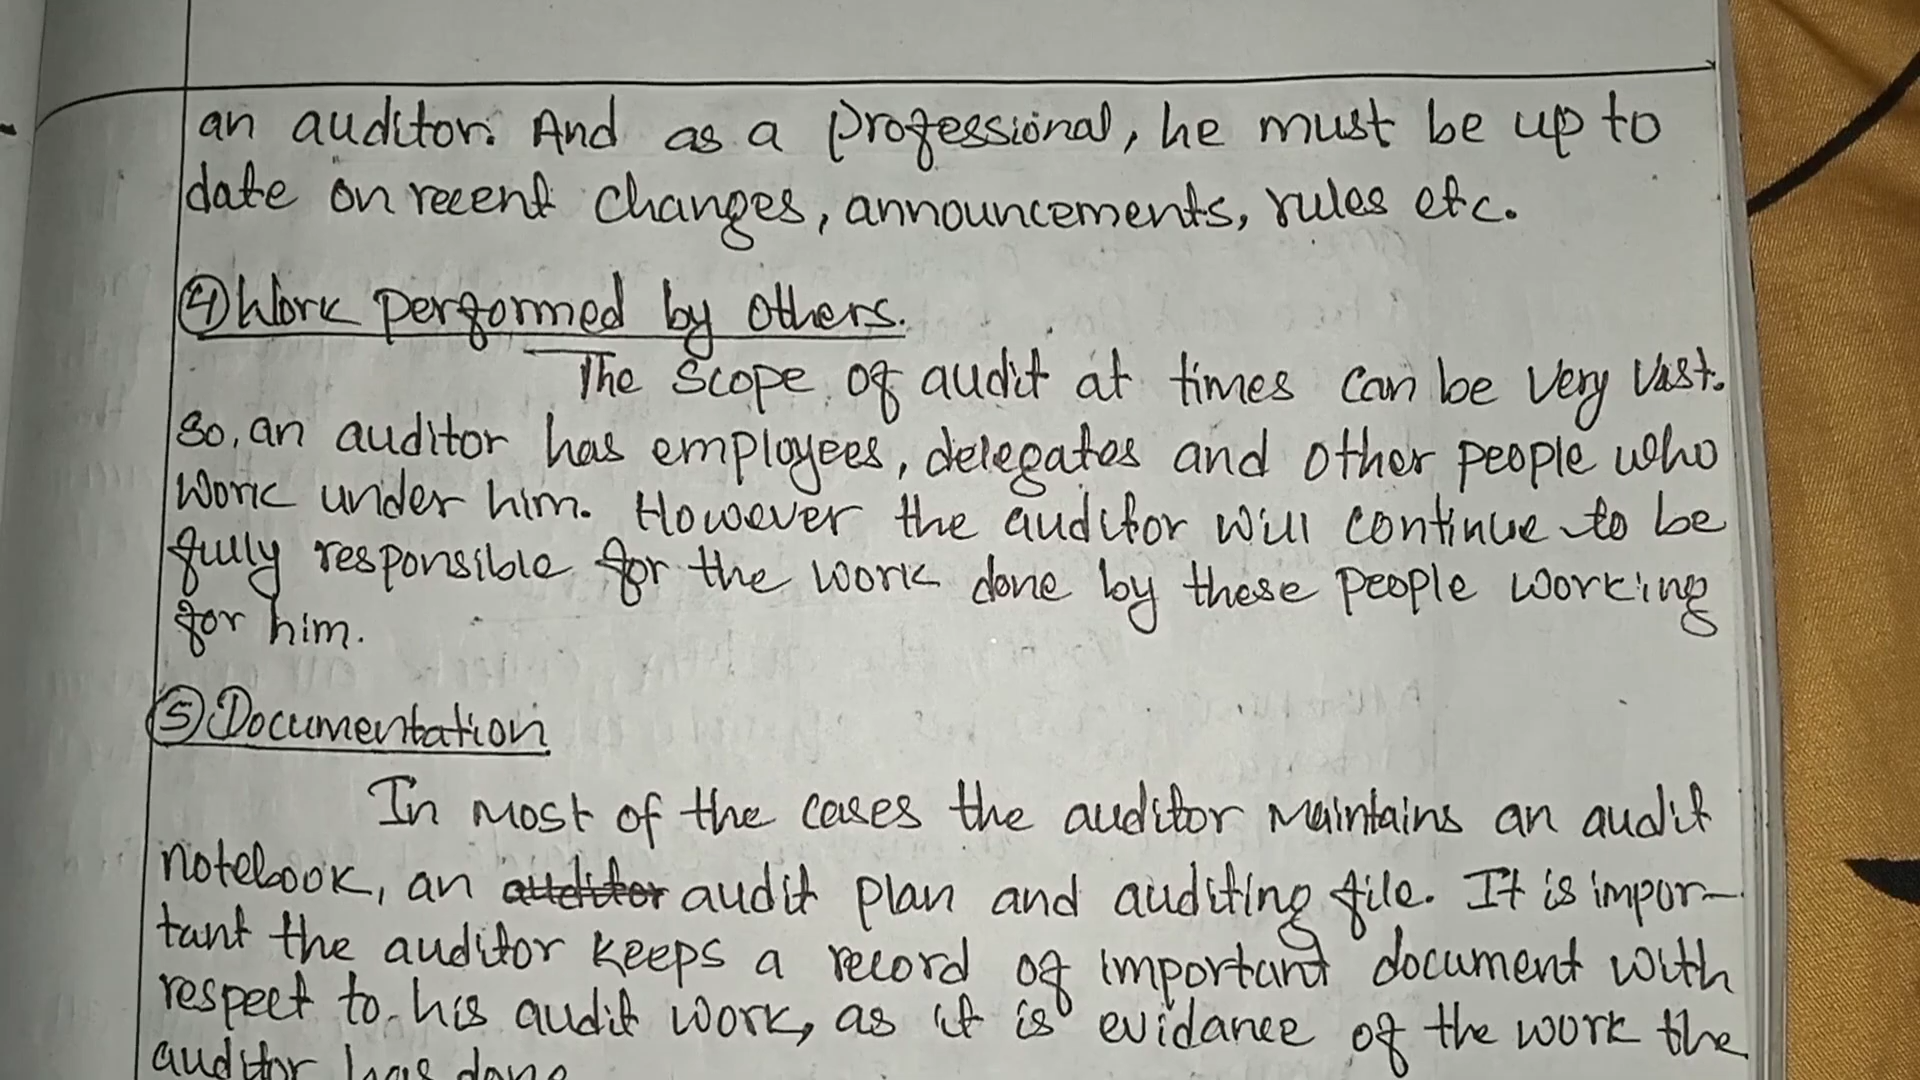 an auditor. And as a professional, he must be up to
date on recent changes, announcements, rules etc.
④ Work performed by others.
The scope of audit at times can be very vast.
So, an auditor has employees, delegates and other people who
work under him. However the auditor will continue to be
fully responsible for the work done by these people working
for him.
⑤ Documentation
In most of the cases the auditor maintains an audit
notebook, an auditor audit plan and auditing file. It is impor-
tant the auditor keeps a record of important document with
respect to his audit work, as it is evidance of the work the
auditor has done